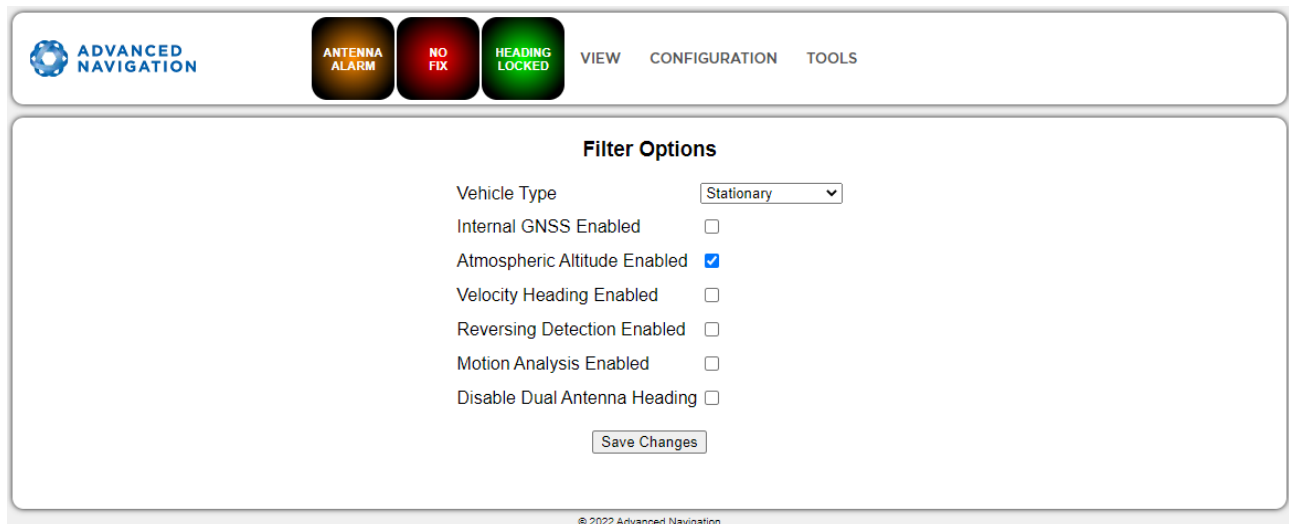 ADVANCED
NAVIGATION
ANTENNA
ALARM
NO
FIX
HEADING
LOCKED
VIEW
CONFIGURATION
TOOLS
Filter Options
Vehicle Type
Stationary
Internal GNSS Enabled
Atmospheric Altitude Enabled
Velocity Heading Enabled
Reversing Detection Enabled
Motion Analysis Enabled
Disable Dual Antenna Heading
Save Changes
© 2022 Advanced Navigation